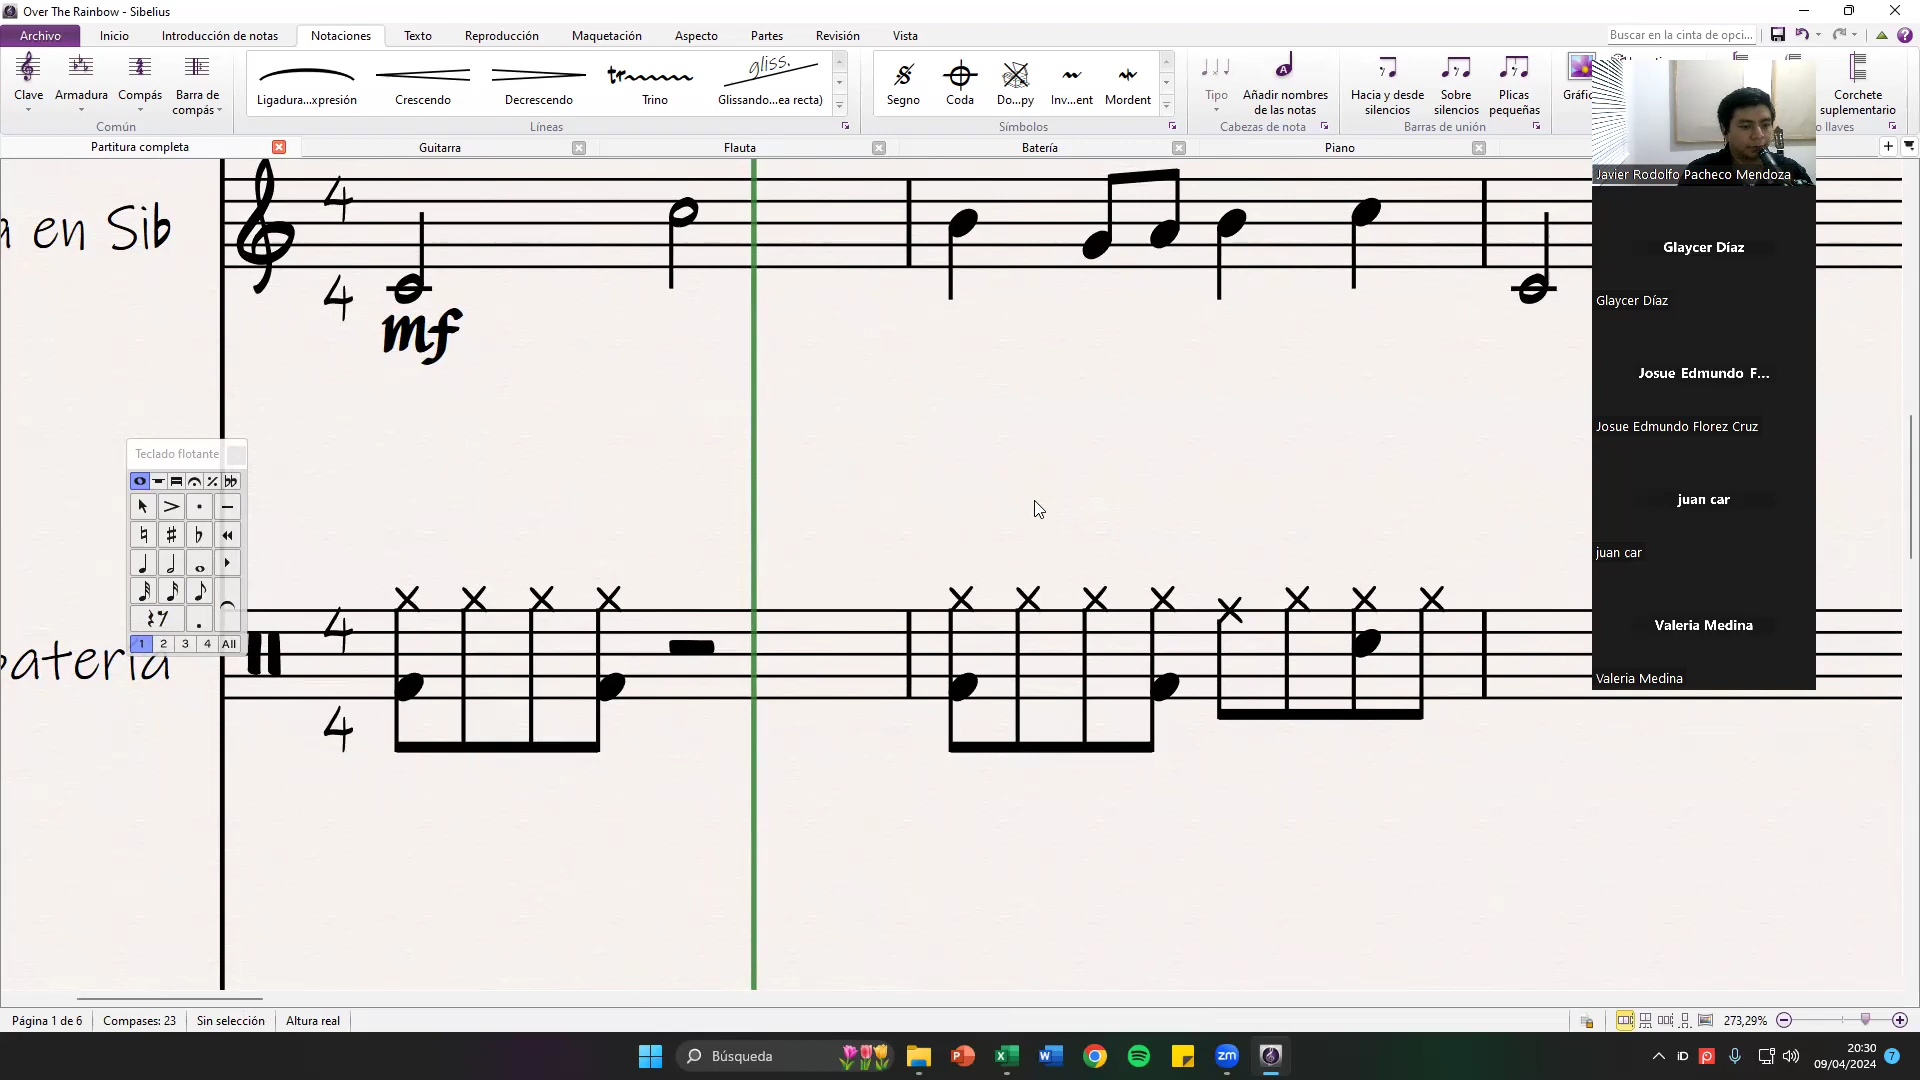 Over The Rainbow - Sibelius
Archivo Inicio Introducción de notas Notaciones Texto Reproducción Maquetación Aspecto Partes Revisión Vista
Buscar en la cinta de opci...
gliss.
Clave Armadura Compás Barra de compás
Ligadura...xpresión Crescendo Decrescendo Trino Glissando...ea recta)
Segno Coda Do...py Inv...ent Mordent
Tipo Añadir nombres de las notas
Hacia y desde silencios Sobre silencios Plicas pequeñas
Corchete suplementario
Común Líneas Símbolos Cabezas de nota Barras de unión
Partitura completa Guitarra Flauta Batería Piano
Javier Rodolfo Pacheco Mendoza
en Sib
4
4
mf
Glaycer Díaz
Glaycer Díaz
Josue Edmundo F...
Josue Edmundo Florez Cruz
juan car
juan car
Valeria Medina
Valeria Medina
Teclado flotante
1 2 3 4 All
batería
4
4
Página 1 de 6 Compases: 23 Sin selección Altura real
273,29%
Búsqueda
20:30
09/04/2024
7